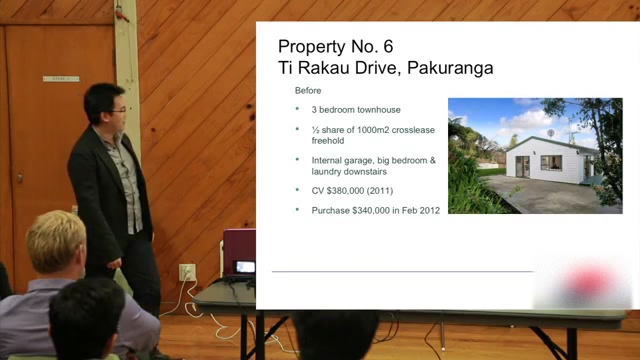 Property No. 6
Ti Rakau Drive, Pakuranga
Before
• 3 bedroom townhouse
• ½ share of 1000m2 crosslease
freehold
• Internal garage, big bedroom &
laundry downstairs
• CV $380,000 (2011)
• Purchase $340,000 in Feb 2012